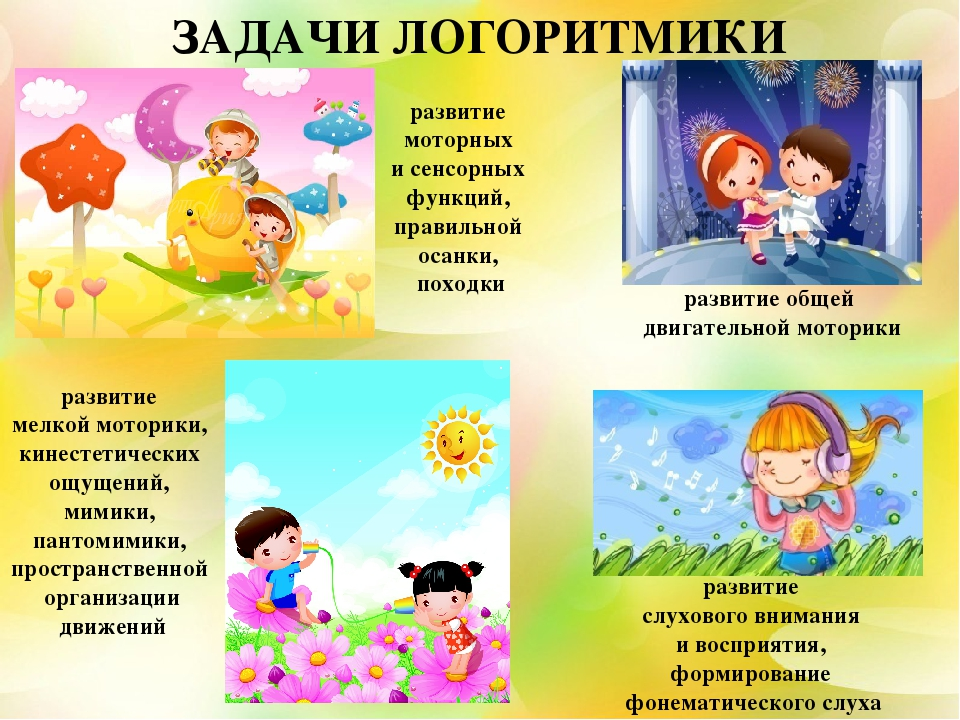 ЗАДАЧИ ЛОГОРИТМИКИ
развитие
моторных
и сенсорных
функций,
правильной
осанки,
походки
развитие общей
двигательной моторики
развитие
мелкой моторики,
кинестетических
ощущений,
мимики,
пантомимики,
пространственной
организации
движений
развитие
слухового внимания
и восприятия,
формирование
фонематического слуха